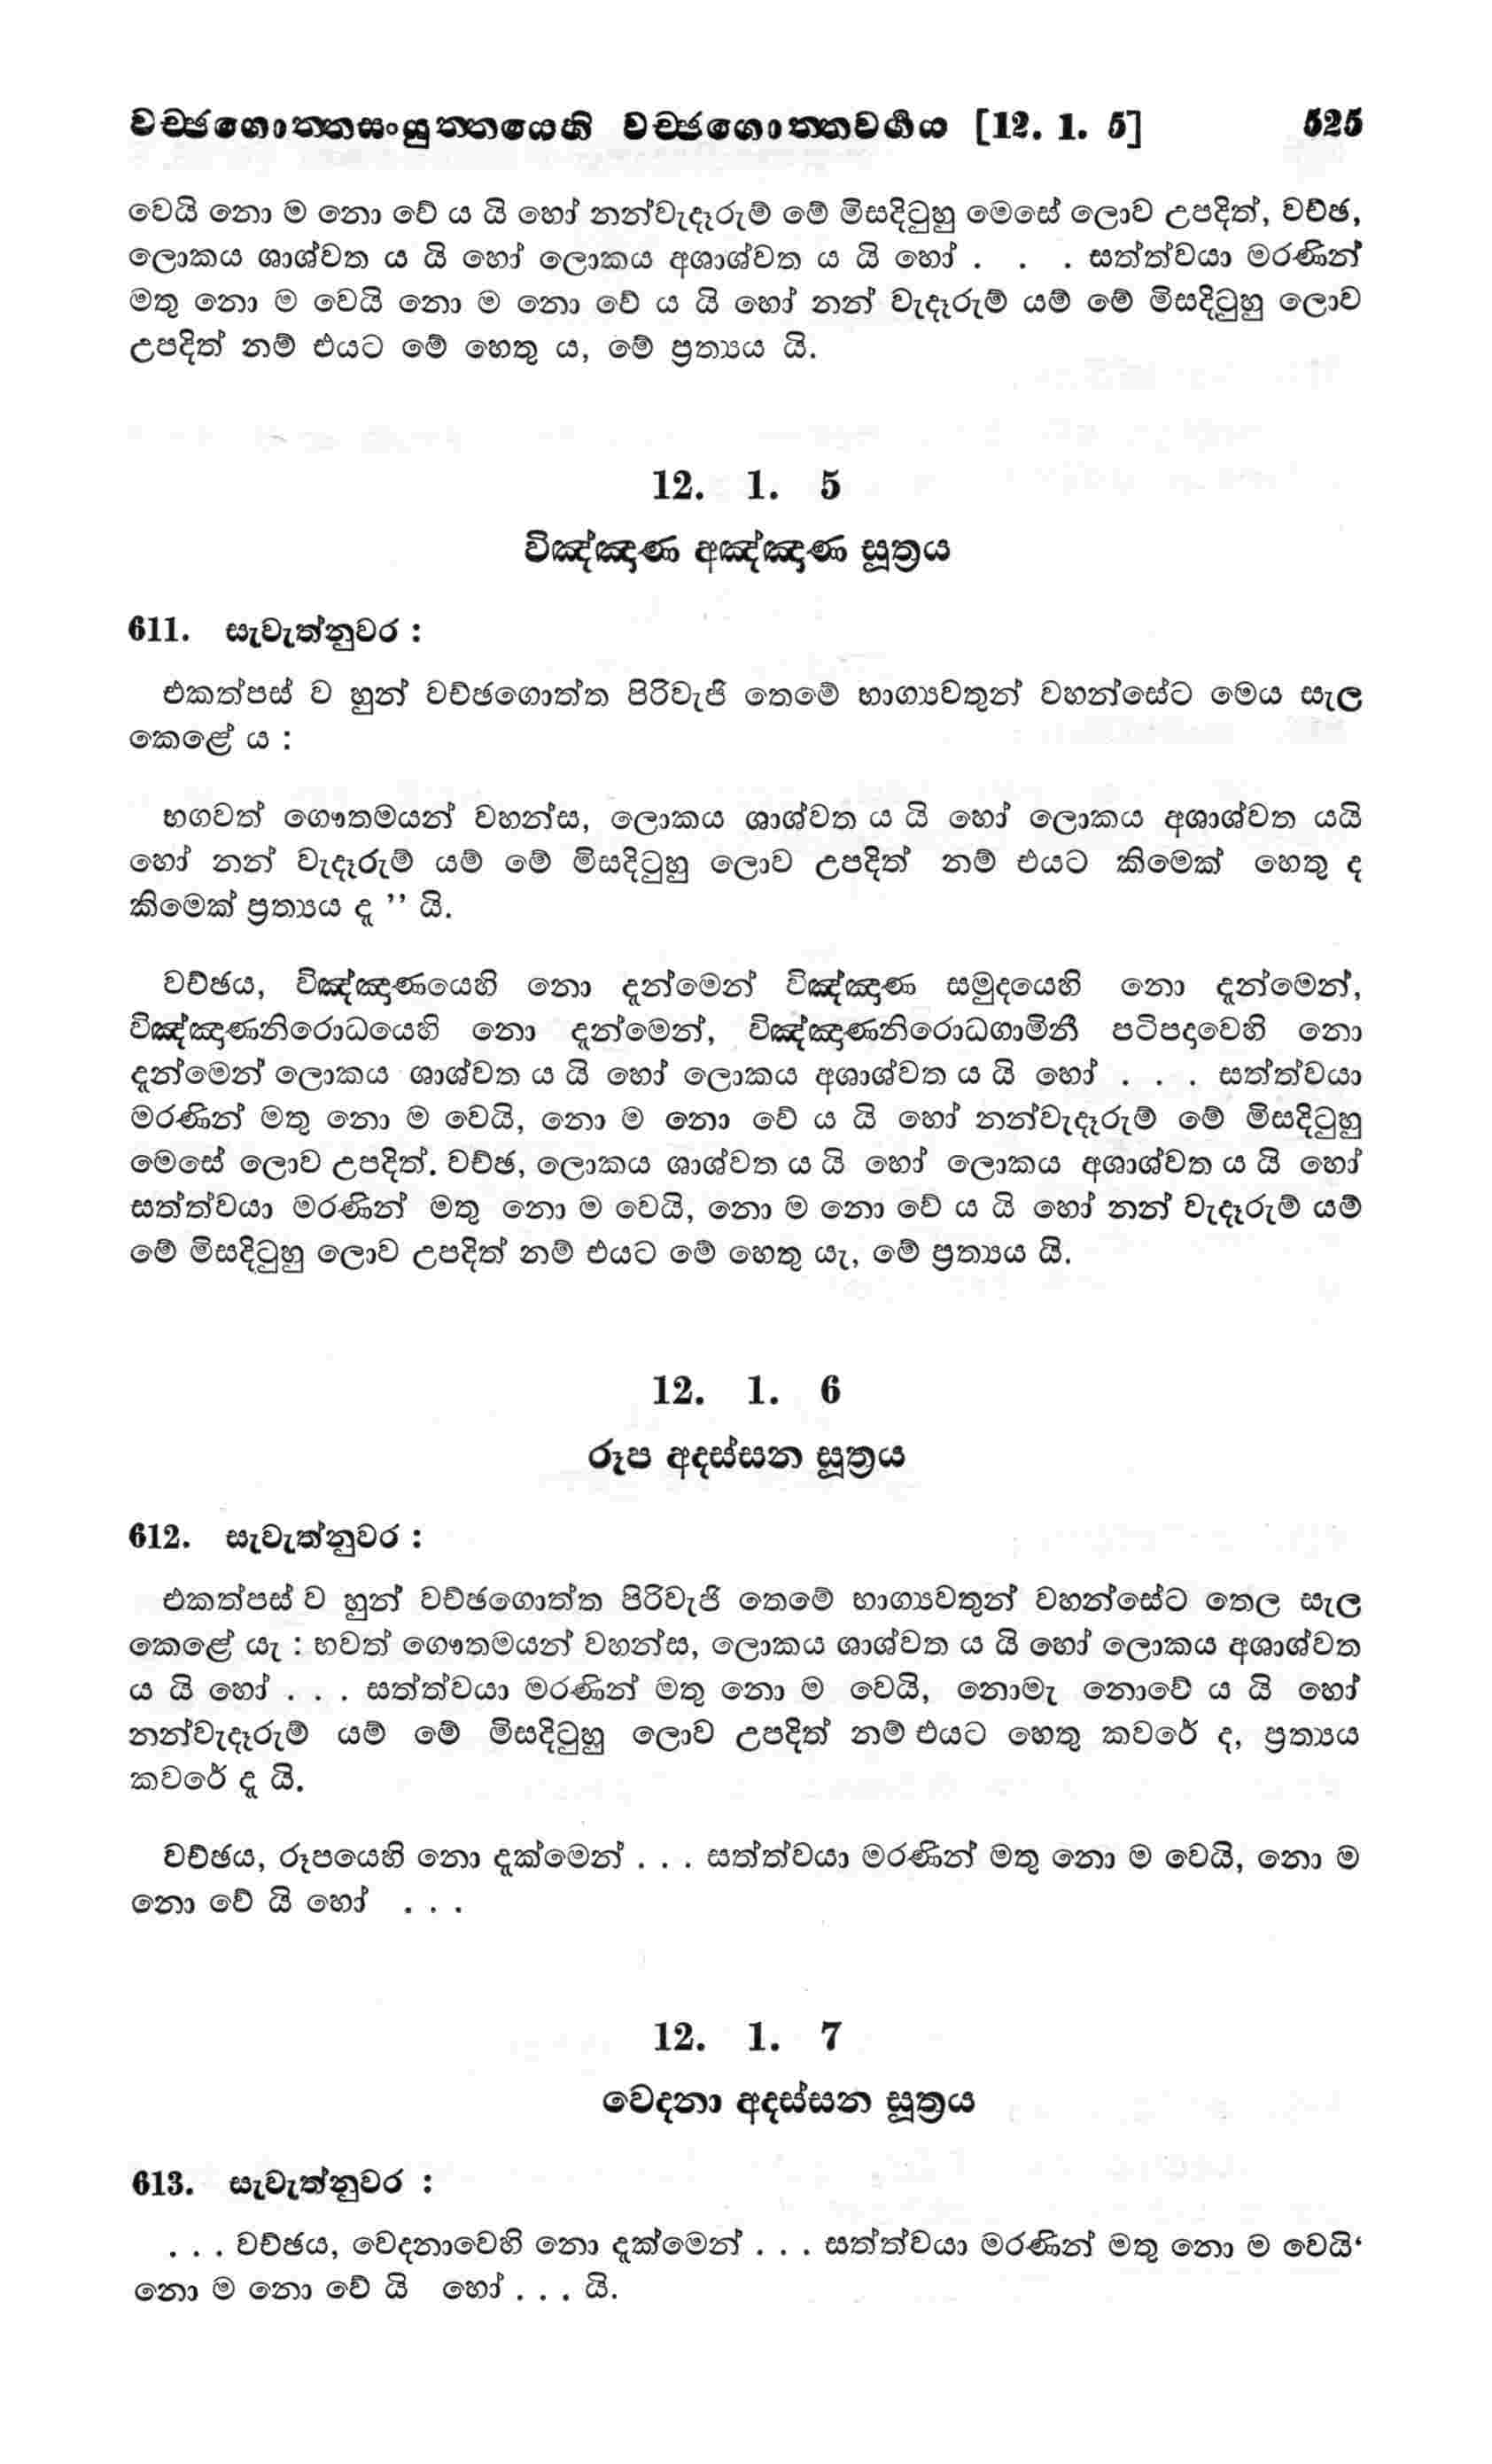 වච්ඡගොත්තසංයුත්තයෙහි වච්ඡගොත්තවර්ගය [12. 1. 5] 525
වෙයි නො ම නො වේ ය යි හෝ නන්වැදෑරුම් මේ මිසදිටුහු මෙසේ ලොව උපදිත්, වච්ඡ,
ලොකය ශාශ්වත ය යි හෝ ලොකය අශාශ්වත ය යි හෝ . . . සත්ත්වයා මරණින්
මතු නො ම වෙයි නො ම නො වේ ය යි හෝ නන් වැදෑරුම් යම් මේ මිසදිටුහු ලොව
උපදිත් නම් එයට මේ හෙතු ය, මේ ප්‍රත්‍යය යි.
12. 1. 5
විඤ්ඤාණ අඤ්ඤාණ සූත්‍රය
611. සැවැත්නුවර :
එකත්පස් ව හුන් වච්ඡගොත්ත පිරිවැජි තෙමේ භාග්‍යවතුන් වහන්සේට මෙය සැල
කෙළේ ය :
භගවත් ගෞතමයන් වහන්ස, ලොකය ශාශ්වත ය යි හෝ ලොකය අශාශ්වත යයි
හෝ නන් වැදෑරුම් යම් මේ මිසදිටුහු ලොව උපදිත් නම් එයට කිමෙක් හෙතු ද
කිමෙක් ප්‍රත්‍යය දැ ’’ යි.
වච්ඡය, විඤ්ඤාණයෙහි නො දැන්මෙන් විඤ්ඤාණ සමුදයෙහි නො දැන්මෙන්,
විඤ්ඤාණනිරොධයෙහි නො දැන්මෙන්, විඤ්ඤාණනිරොධගාමිනී පටිපදාවෙහි නො
දැන්මෙන් ලොකය ශාශ්වත ය යි හෝ ලොකය අශාශ්වත ය යි හෝ . . . සත්ත්වයා
මරණින් මතු නො ම වෙයි, නො ම නො වේ ය යි හෝ නන්වැදෑරුම් මේ මිසදිටුහු
මෙසේ ලොව උපදිත්. වච්ඡ, ලොකය ශාශ්වත ය යි හෝ ලොකය අශාශ්වත ය යි හෝ
සත්ත්වයා මරණින් මතු නො ම වෙයි, නො ම නො වේ ය යි හෝ නන් වැදෑරුම් යම්
මේ මිසදිටුහු ලොව උපදිත් නම් එයට මේ හෙතු යැ, මේ ප්‍රත්‍යය යි.
12. 1. 6
රූප අදස්සන සූත්‍රය
612. සැවැත්නුවර :
එකත්පස් ව හුන් වච්ඡගොත්ත පිරිවැජි තෙමේ භාග්‍යවතුන් වහන්සේට තෙල සැල
කෙළේ යැ : භවත් ගෞතමයන් වහන්ස, ලොකය ශාශ්වත ය යි හෝ ලොකය අශාශ්වත
ය යි හෝ . . . සත්ත්වයා මරණින් මතු නො ම වෙයි, නොමැ නොවේ ය යි හෝ
නන්වැදෑරුම් යම් මේ මිසදිටුහු ලොව උපදිත් නම් එයට හෙතු කවරේ ද, ප්‍රත්‍යය
කවරේ දැ යි.
වච්ඡය, රූපයෙහි නො දැක්මෙන් . . . සත්ත්වයා මරණින් මතු නො ම වෙයි, නො ම
නො වේ යි හෝ . . .
12. 1. 7
වෙදනා අදස්සන සූත්‍රය
613. සැවැත්නුවර :
. . . වච්ඡය, වෙදනාවෙහි නො දැක්මෙන් . . . සත්ත්වයා මරණින් මතු නො ම වෙයි‘
නො ම නො වේ යි හෝ . . . යි.